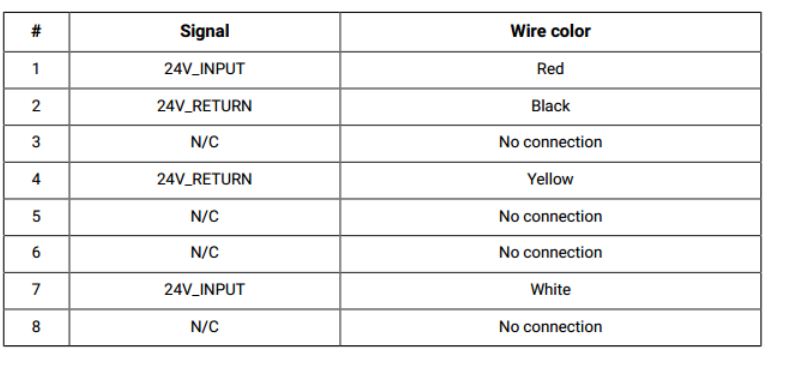 # Signal Wire color
1 24V_INPUT Red
2 24V_RETURN Black
3 N/C No connection
4 24V_RETURN Yellow
5 N/C No connection
6 N/C No connection
7 24V_INPUT White
8 N/C No connection